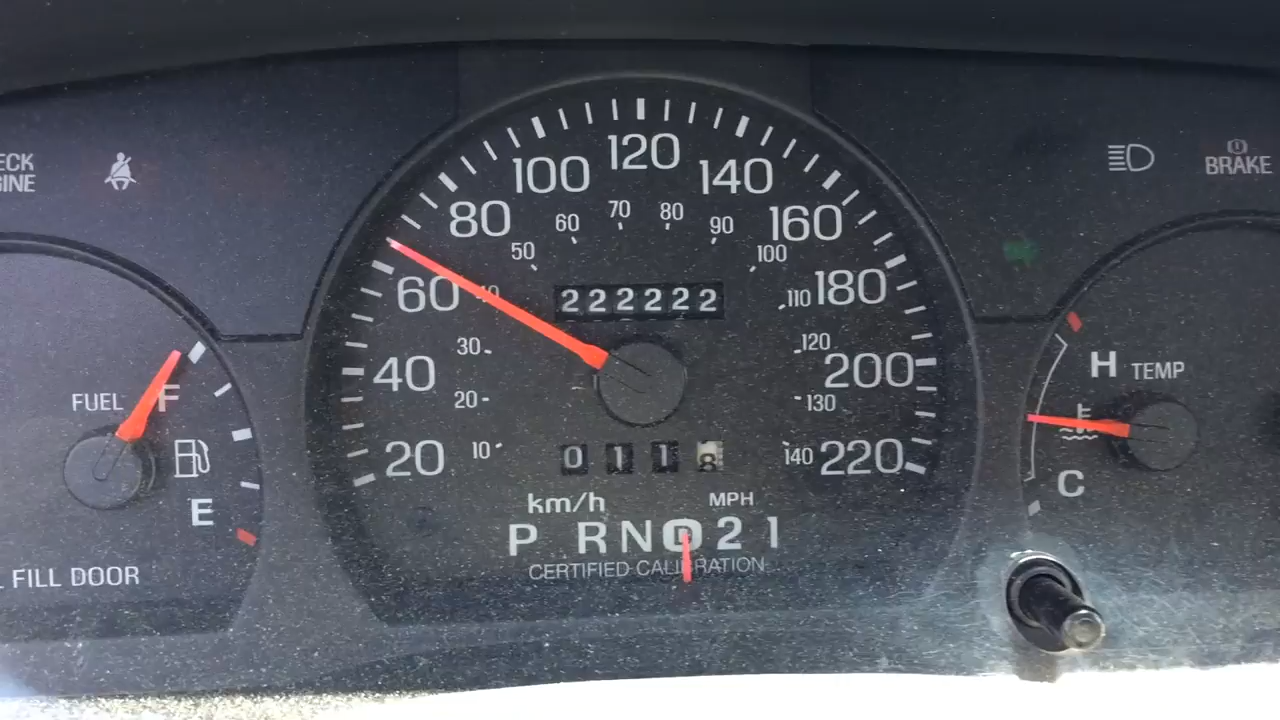 ECK
GINE
BRAKE
120
100
140
80
160
60
180
40
200
20
220
70
80
60
90
50
100
40
110
30
120
20
130
10
140
222222
0118
km/h
MPH
P RND21
CERTIFIED CALIBRATION
FUEL
F
E
FILL DOOR
H
TEMP
C